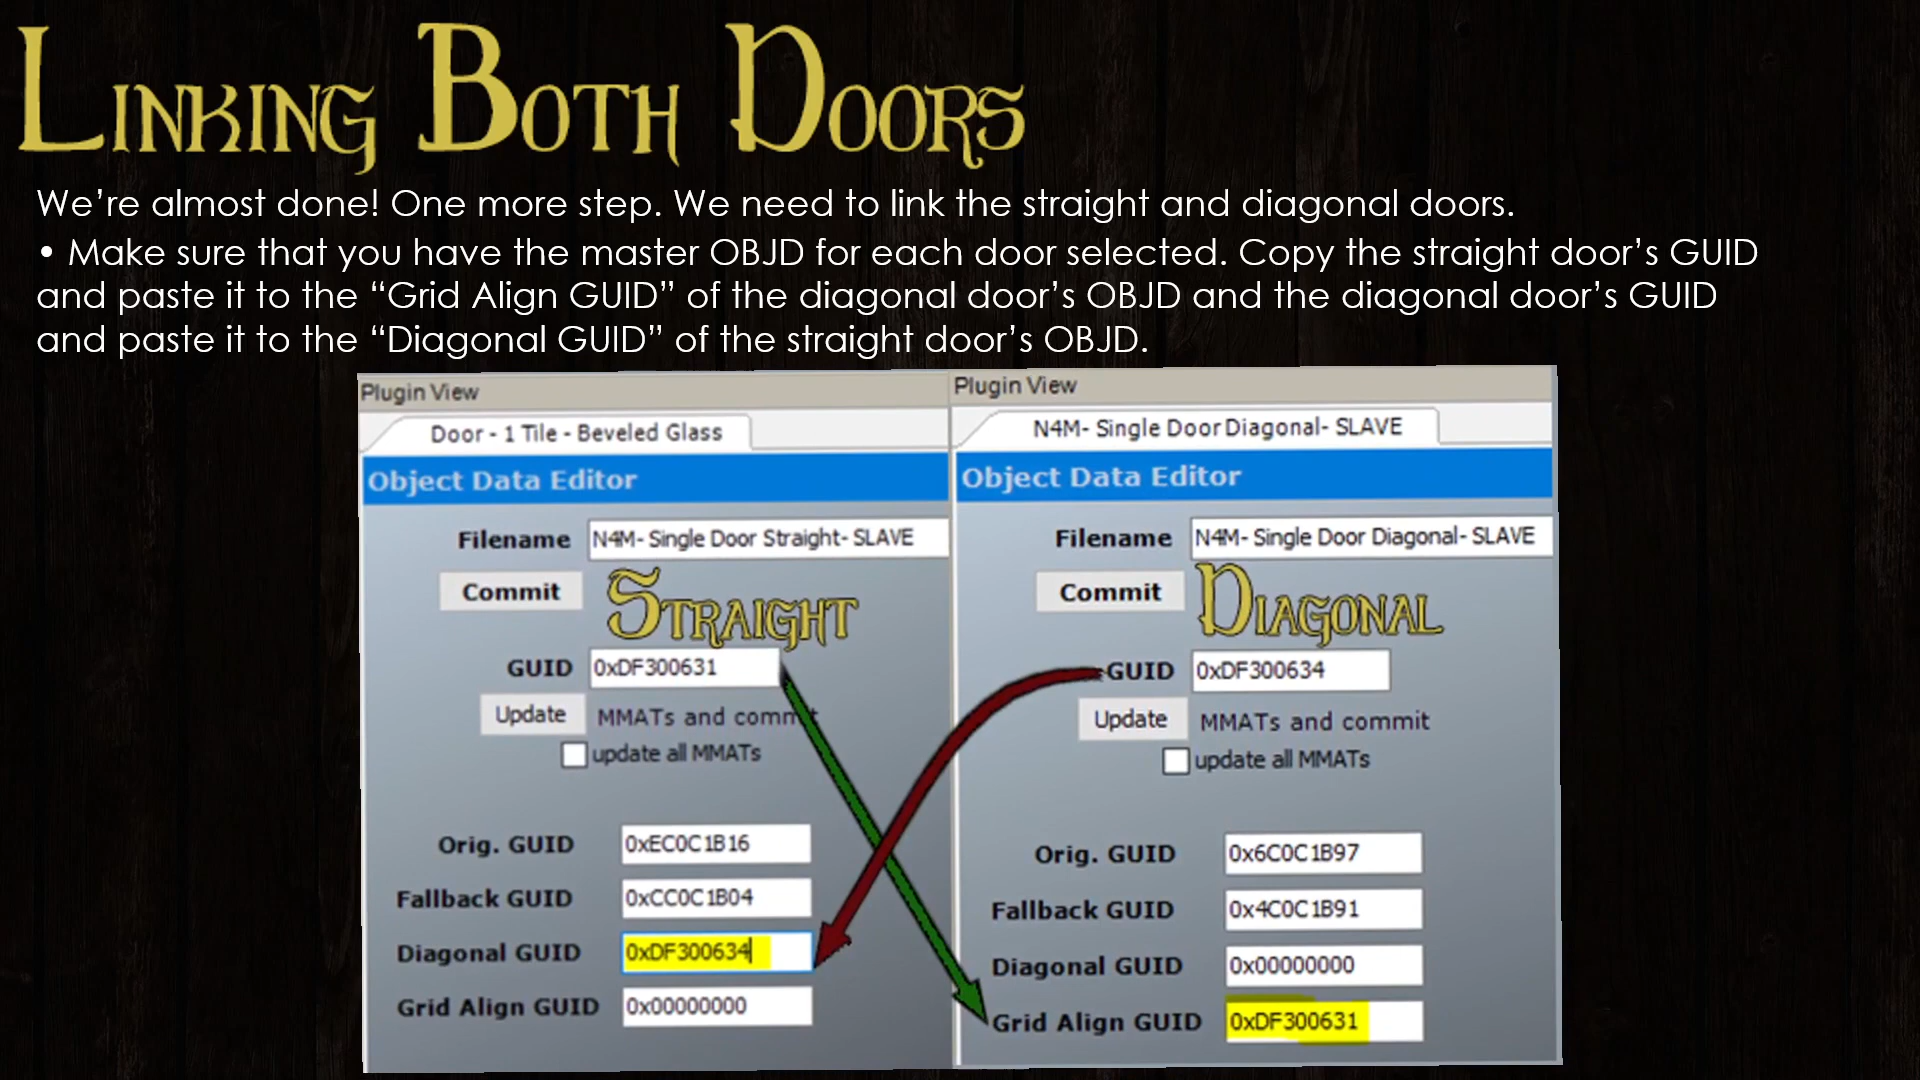 Linking Both Doors
We're almost done! One more step. We need to link the straight and diagonal doors.
• Make sure that you have the master OBJD for each door selected. Copy the straight door's GUID
and paste it to the “Grid Align GUID” of the diagonal door's OBJD and the diagonal door's GUID
and paste it to the “Diagonal GUID” of the straight door's OBJD.
Plugin View
Door - 1 Tile - Beveled Glass
Object Data Editor
Filename N4M- Single Door Straight- SLAVE
Commit Straight
GUID 0xDF300631
Update MMATs and commit
update all MMATs
Orig. GUID 0xEC0C1B16
Fallback GUID 0xCC0C1B04
Diagonal GUID 0xDF300634
Grid Align GUID 0x00000000
Plugin View
N4M- Single Door Diagonal- SLAVE
Object Data Editor
Filename N4M- Single Door Diagonal- SLAVE
Commit Diagonal
GUID 0xDF300634
Update MMATs and commit
update all MMATs
Orig. GUID 0x6C0C1B97
Fallback GUID 0x4C0C1B91
Diagonal GUID 0x00000000
Grid Align GUID 0xDF300631